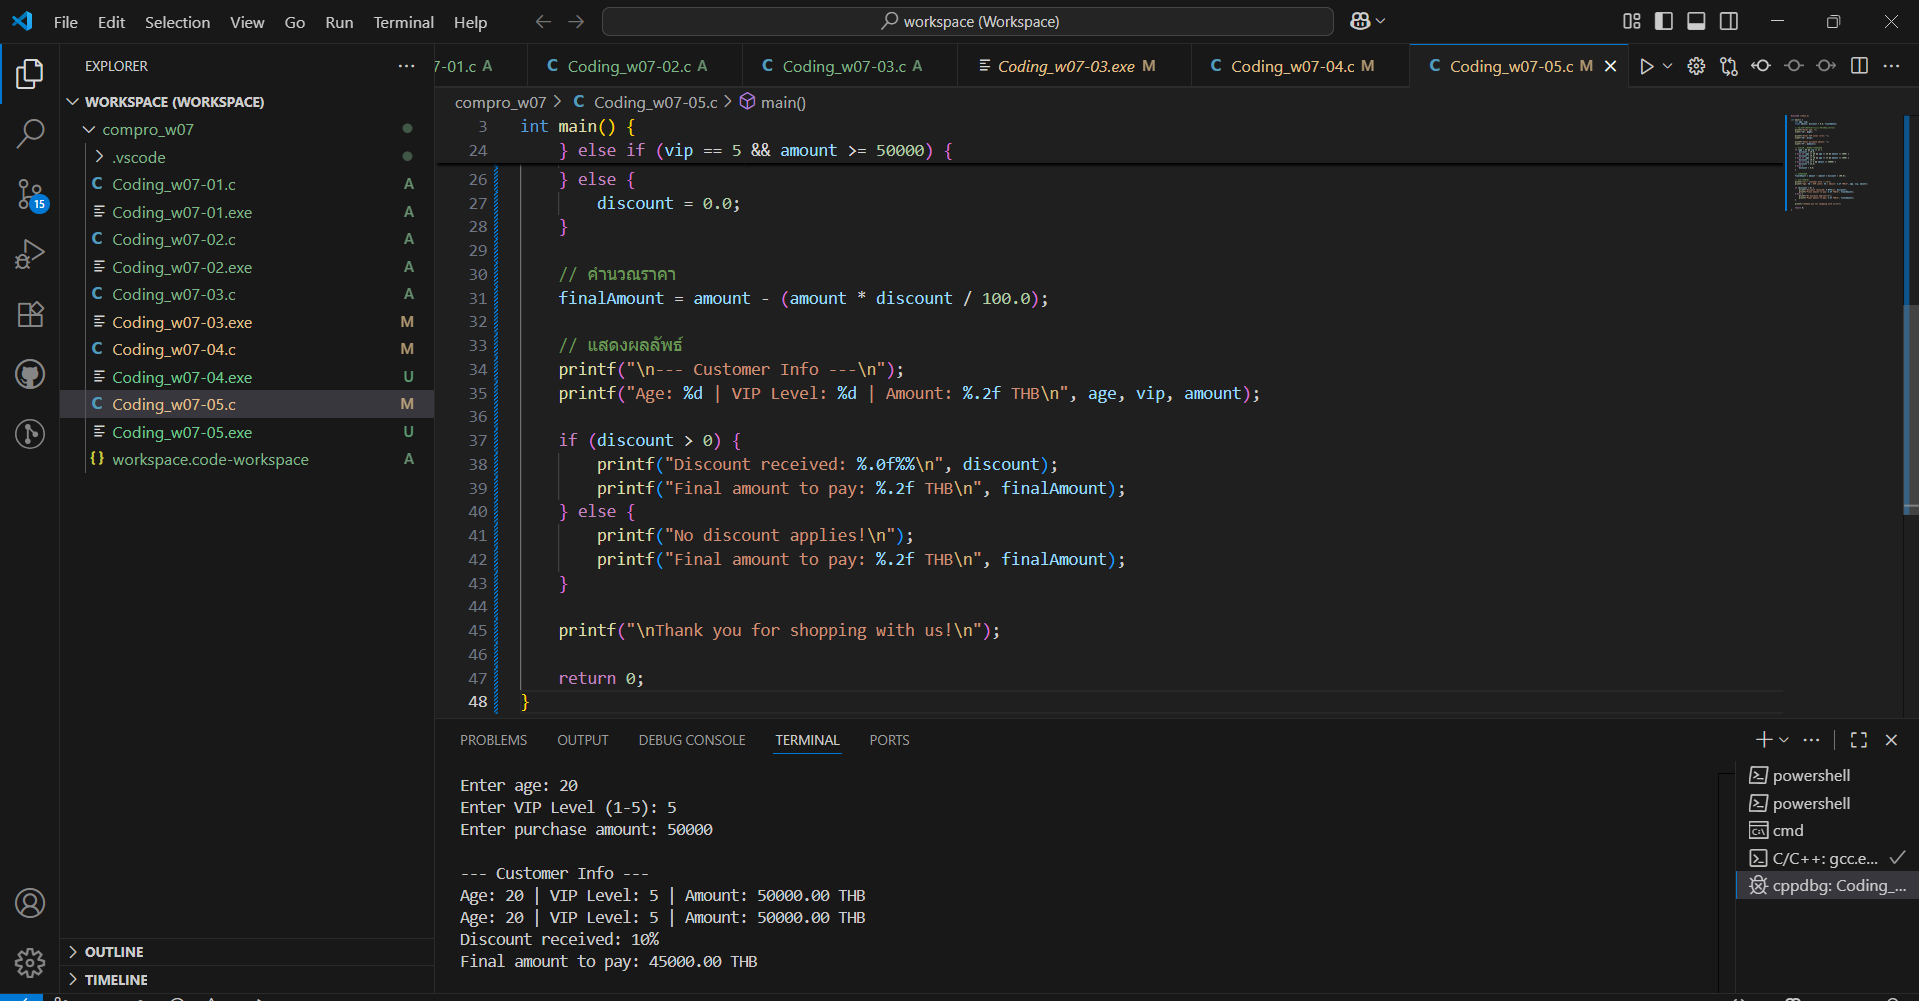 File Edit Selection View Go Run Terminal Help
workspace (Workspace)
EXPLORER
WORKSPACE (WORKSPACE)
compro_w07
.vscode
C Coding_w07-01.c A
Coding_w07-01.exe A
C Coding_w07-02.c A
Coding_w07-02.exe A
C Coding_w07-03.c A
Coding_w07-03.exe M
C Coding_w07-04.c M
Coding_w07-04.exe U
C Coding_w07-05.c M
Coding_w07-05.exe U
{} workspace.code-workspace A
15
OUTLINE
TIMELINE
7-01.c A C Coding_w07-02.c A C Coding_w07-03.c A Coding_w07-03.exe M C Coding_w07-04.c M C Coding_w07-05.c M
compro_w07 > C Coding_w07-05.c > main()
3 int main() {
24 } else if (vip == 5 && amount >= 50000) {
26 } else {
27 discount = 0.0;
28 }
29
30 // คำนวณราคา
31 finalAmount = amount - (amount * discount / 100.0);
32
33 // แสดงผลลัพธ์
34 printf("\n--- Customer Info ---\n");
35 printf("Age: %d | VIP Level: %d | Amount: %.2f THB\n", age, vip, amount);
36
37 if (discount > 0) {
38 printf("Discount received: %.0f%%\n", discount);
39 printf("Final amount to pay: %.2f THB\n", finalAmount);
40 } else {
41 printf("No discount applies!\n");
42 printf("Final amount to pay: %.2f THB\n", finalAmount);
43 }
44
45 printf("\nThank you for shopping with us!\n");
46
47 return 0;
48 }
PROBLEMS OUTPUT DEBUG CONSOLE TERMINAL PORTS
Enter age: 20
Enter VIP Level (1-5): 5
Enter purchase amount: 50000
--- Customer Info ---
Age: 20 | VIP Level: 5 | Amount: 50000.00 THB
Age: 20 | VIP Level: 5 | Amount: 50000.00 THB
Discount received: 10%
Final amount to pay: 45000.00 THB
powershell
powershell
cmd
C/C++: gcc.e...
cppdbg: Coding_...